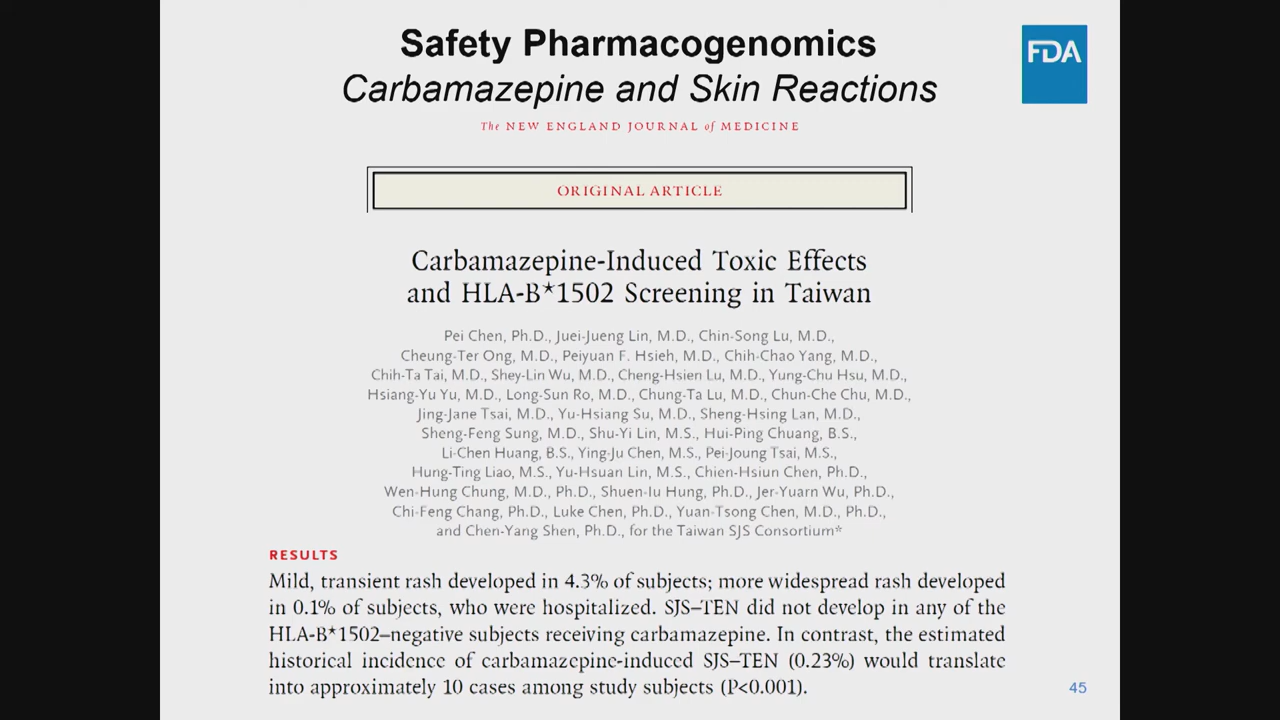 Safety Pharmacogenomics
FDA
Carbamazepine and Skin Reactions
The NEW ENGLAND JOURNAL of MEDICINE
ORIGINAL ARTICLE
Carbamazepine-Induced Toxic Effects
and HLA-B*1502 Screening in Taiwan
Pei Chen, Ph.D., Juei-Jueng Lin, M.D., Chin-Song Lu, M.D.,
Cheung-Ter Ong, M.D., Peiyuan F. Hsieh, M.D., Chih-Chao Yang, M.D.,
Chih-Ta Tai, M.D., Shey-Lin Wu, M.D., Cheng-Hsien Lu, M.D., Yung-Chu Hsu, M.D.,
Hsiang-Yu Yu, M.D., Long-Sun Ro, M.D., Chung-Ta Lu, M.D., Chun-Che Chu, M.D.,
Jing-Jane Tsai, M.D., Yu-Hsiang Su, M.D., Sheng-Hsing Lan, M.D.,
Sheng-Feng Sung, M.D., Shu-Yi Lin, M.S., Hui-Ping Chuang, B.S.,
Li-Chen Huang, B.S., Ying-Ju Chen, M.S., Pei-Joung Tsai, M.S.,
Hung-Ting Liao, M.S., Yu-Hsuan Lin, M.S., Chien-Hsiun Chen, Ph.D.,
Wen-Hung Chung, M.D., Ph.D., Shuen-Iu Hung, Ph.D., Jer-Yuarn Wu, Ph.D.,
Chi-Feng Chang, Ph.D., Luke Chen, Ph.D., Yuan-Tsong Chen, M.D., Ph.D.,
and Chen-Yang Shen, Ph.D., for the Taiwan SJS Consortium*
RESULTS
Mild, transient rash developed in 4.3% of subjects; more widespread rash developed
in 0.1% of subjects, who were hospitalized. SJS–TEN did not develop in any of the
HLA-B*1502–negative subjects receiving carbamazepine. In contrast, the estimated
historical incidence of carbamazepine-induced SJS–TEN (0.23%) would translate
into approximately 10 cases among study subjects (P<0.001).
45